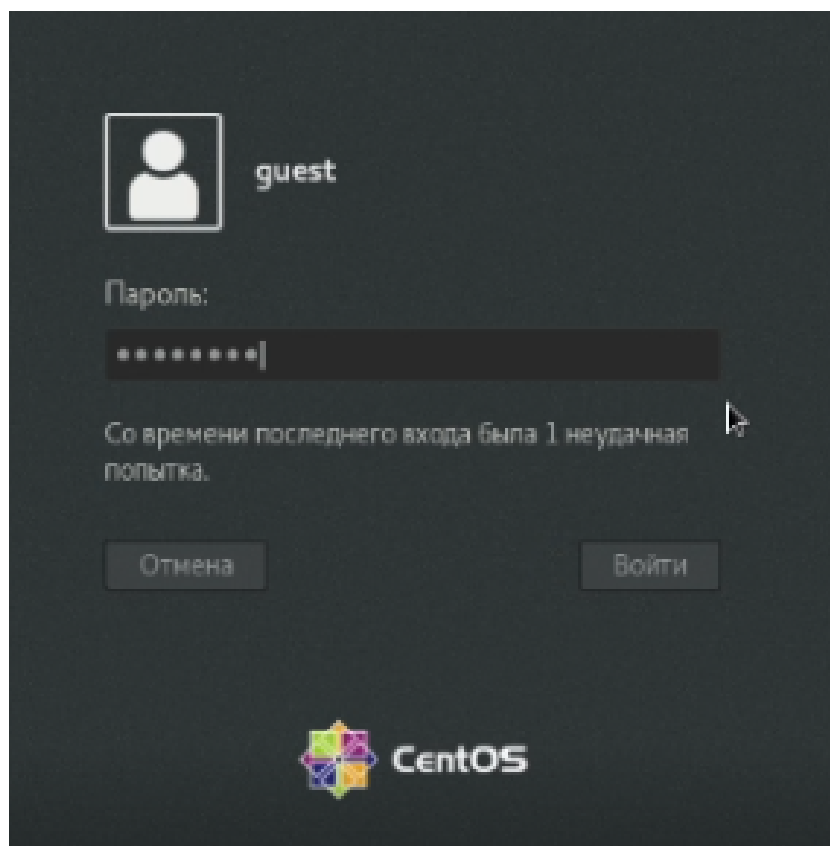 guest
Пароль:
••••••••
Со времени последнего входа была 1 неудачная
попытка.
Отмена
Войти
CentOS